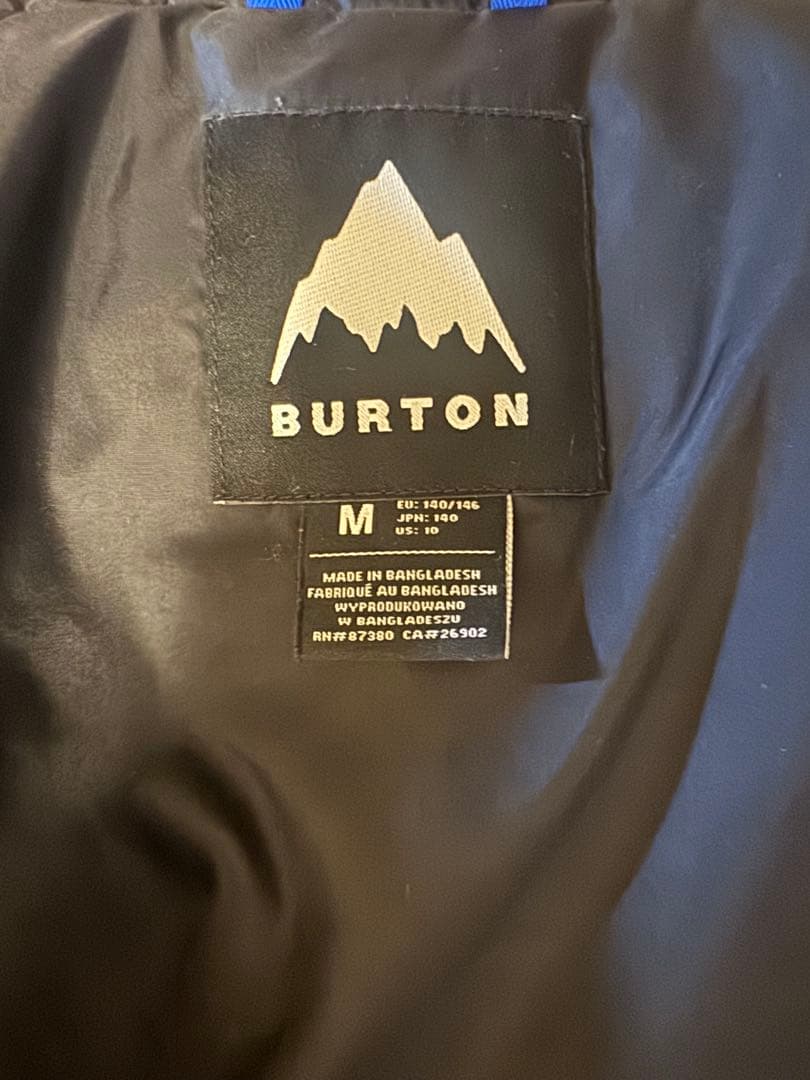 BURTON
M
EU: 140/146
JPN: 140
US: 10
MADE IN BANGLADESH
FABRIQUÉ AU BANGLADESH
WYPRODUKOWANO
W BANGLADESZU
RN#87380 CA#26902